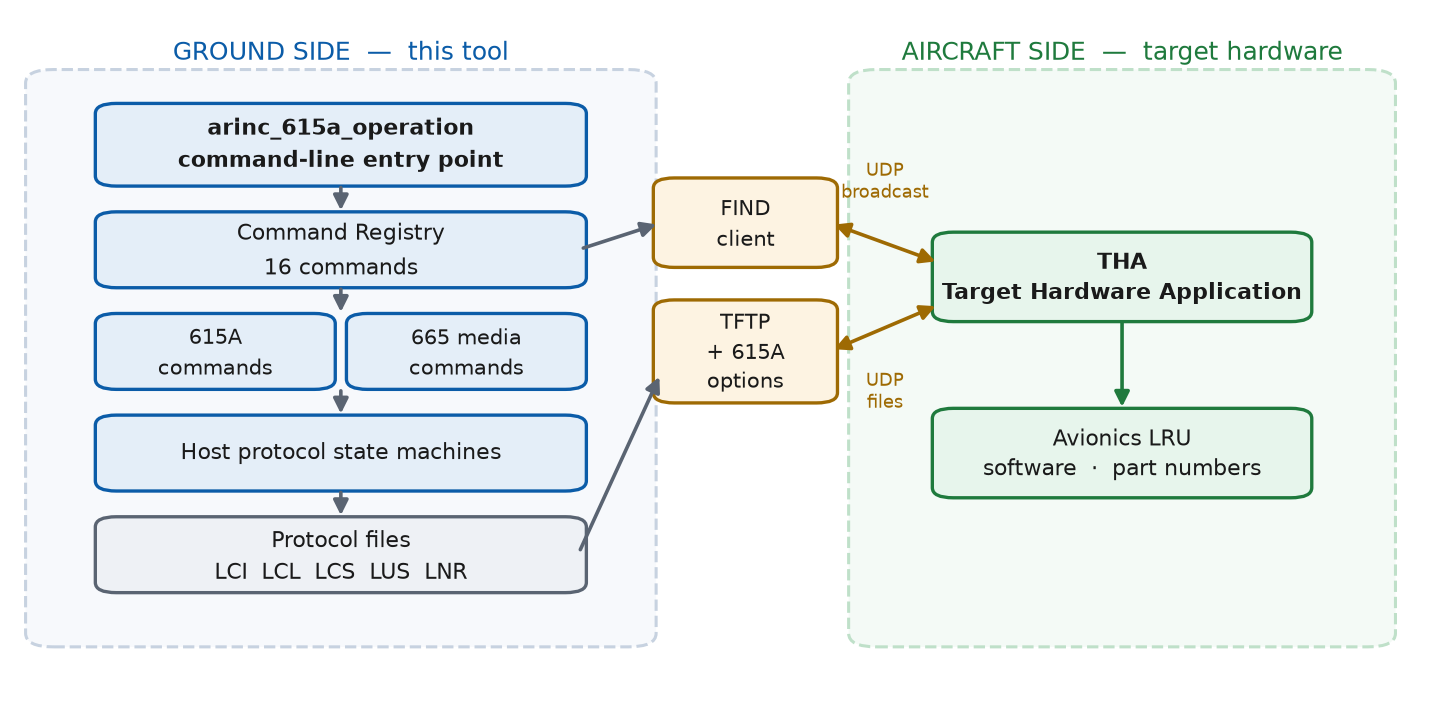 GROUND SIDE — this tool
arinc_615a_operation
command-line entry point
Command Registry
16 commands
615A
commands
665 media
commands
Host protocol state machines
Protocol files
LCI LCL LCS LUS LNR
FIND
client
TFTP
+ 615A
options
UDP
broadcast
UDP
files
AIRCRAFT SIDE — target hardware
THA
Target Hardware Application
Avionics LRU
software · part numbers